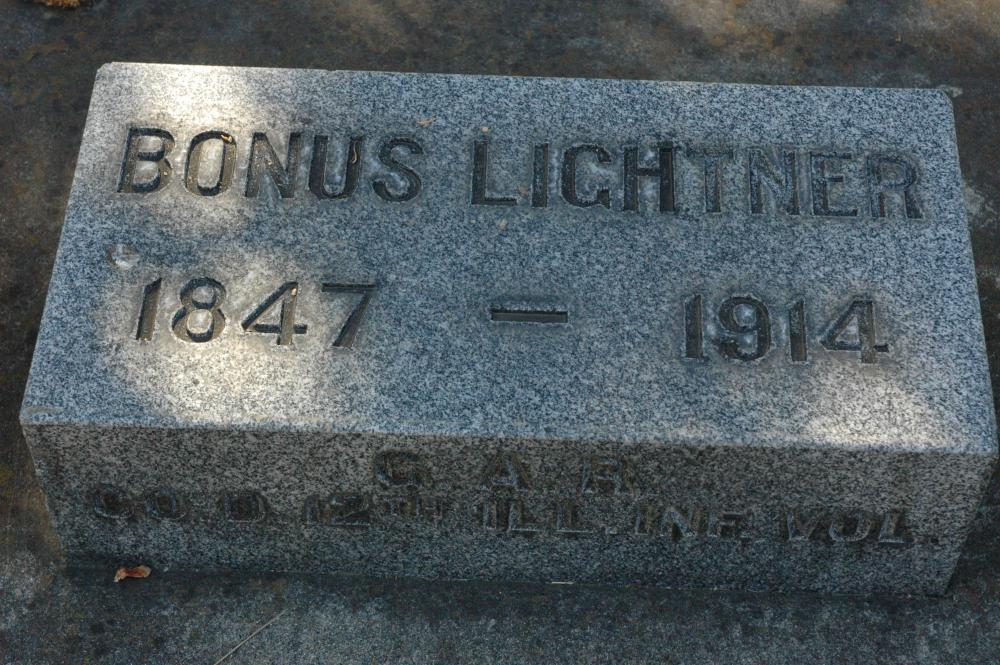 BONUS LIGHTNER
1847 — 1914
G. A. R.
CO. D. 12TH ILL. INF. VOL.